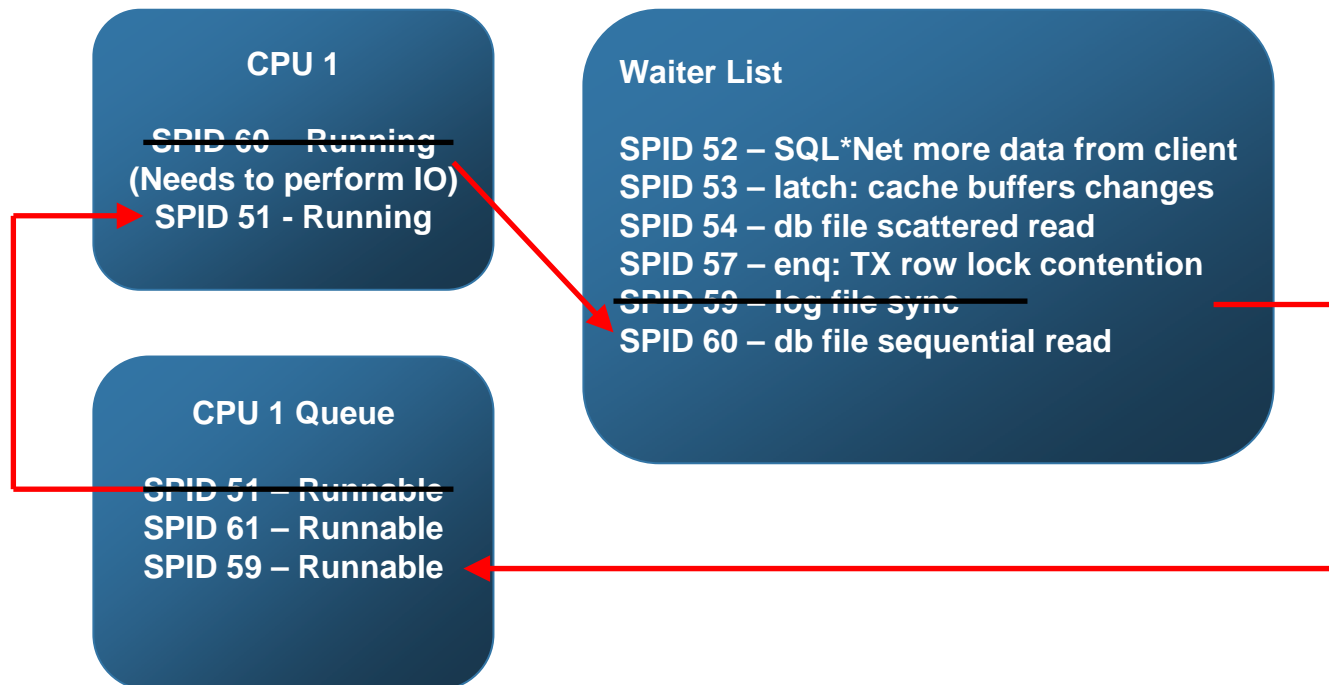 CPU 1
SPID 60 – Running
(Needs to perform IO)
SPID 51 - Running
Waiter List
SPID 52 – SQL*Net more data from client
SPID 53 – latch: cache buffers changes
SPID 54 – db file scattered read
SPID 57 – enq: TX row lock contention
SPID 59 – log file sync
SPID 60 – db file sequential read
CPU 1 Queue
SPID 51 – Runnable
SPID 61 – Runnable
SPID 59 – Runnable